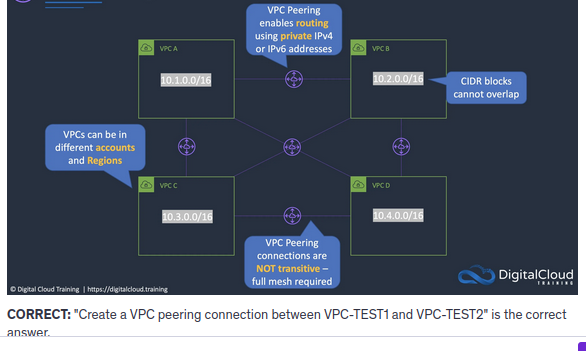 VPC Peering
enables routing
using private IPv4
or IPv6 addresses
VPC A
VPC B
10.1.0.0/16
10.2.0.0/16
CIDR blocks
cannot overlap
VPCs can be in
different accounts
and Regions
VPC C
VPC D
10.3.0.0/16
10.4.0.0/16
VPC Peering
connections are
NOT transitive –
full mesh required
DigitalCloud
TRAINING
© Digital Cloud Training | https://digitalcloud.training
CORRECT: "Create a VPC peering connection between VPC-TEST1 and VPC-TEST2" is the correct
answer.